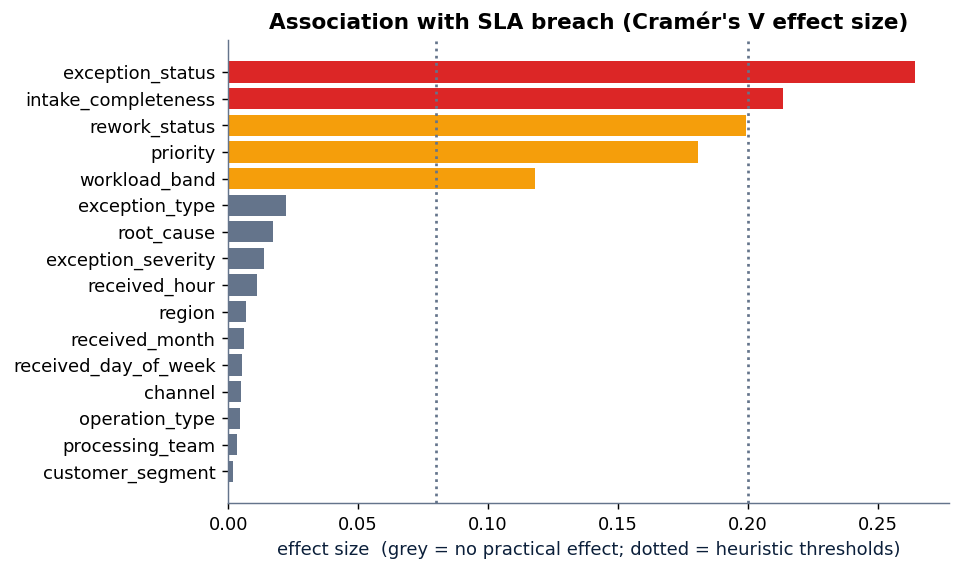 Association with SLA breach (Cramér's V effect size)
exception_status
intake_completeness
rework_status
priority
workload_band
exception_type
root_cause
exception_severity
received_hour
region
received_month
received_day_of_week
channel
operation_type
processing_team
customer_segment
0.00 0.05 0.10 0.15 0.20 0.25
effect size  (grey = no practical effect; dotted = heuristic thresholds)